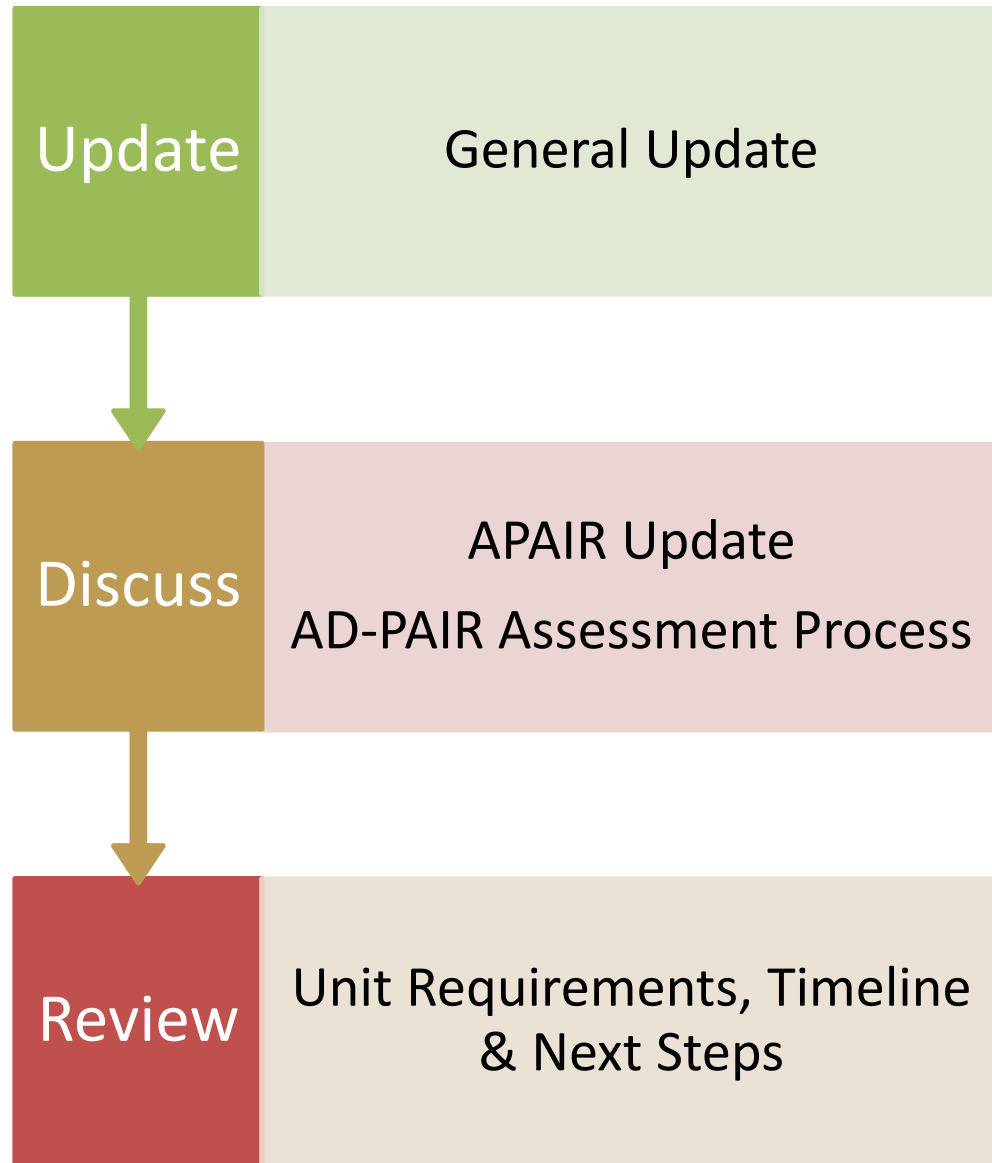 Update
General Update
Discuss
APAIR Update
AD-PAIR Assessment Process
Review
Unit Requirements, Timeline
& Next Steps